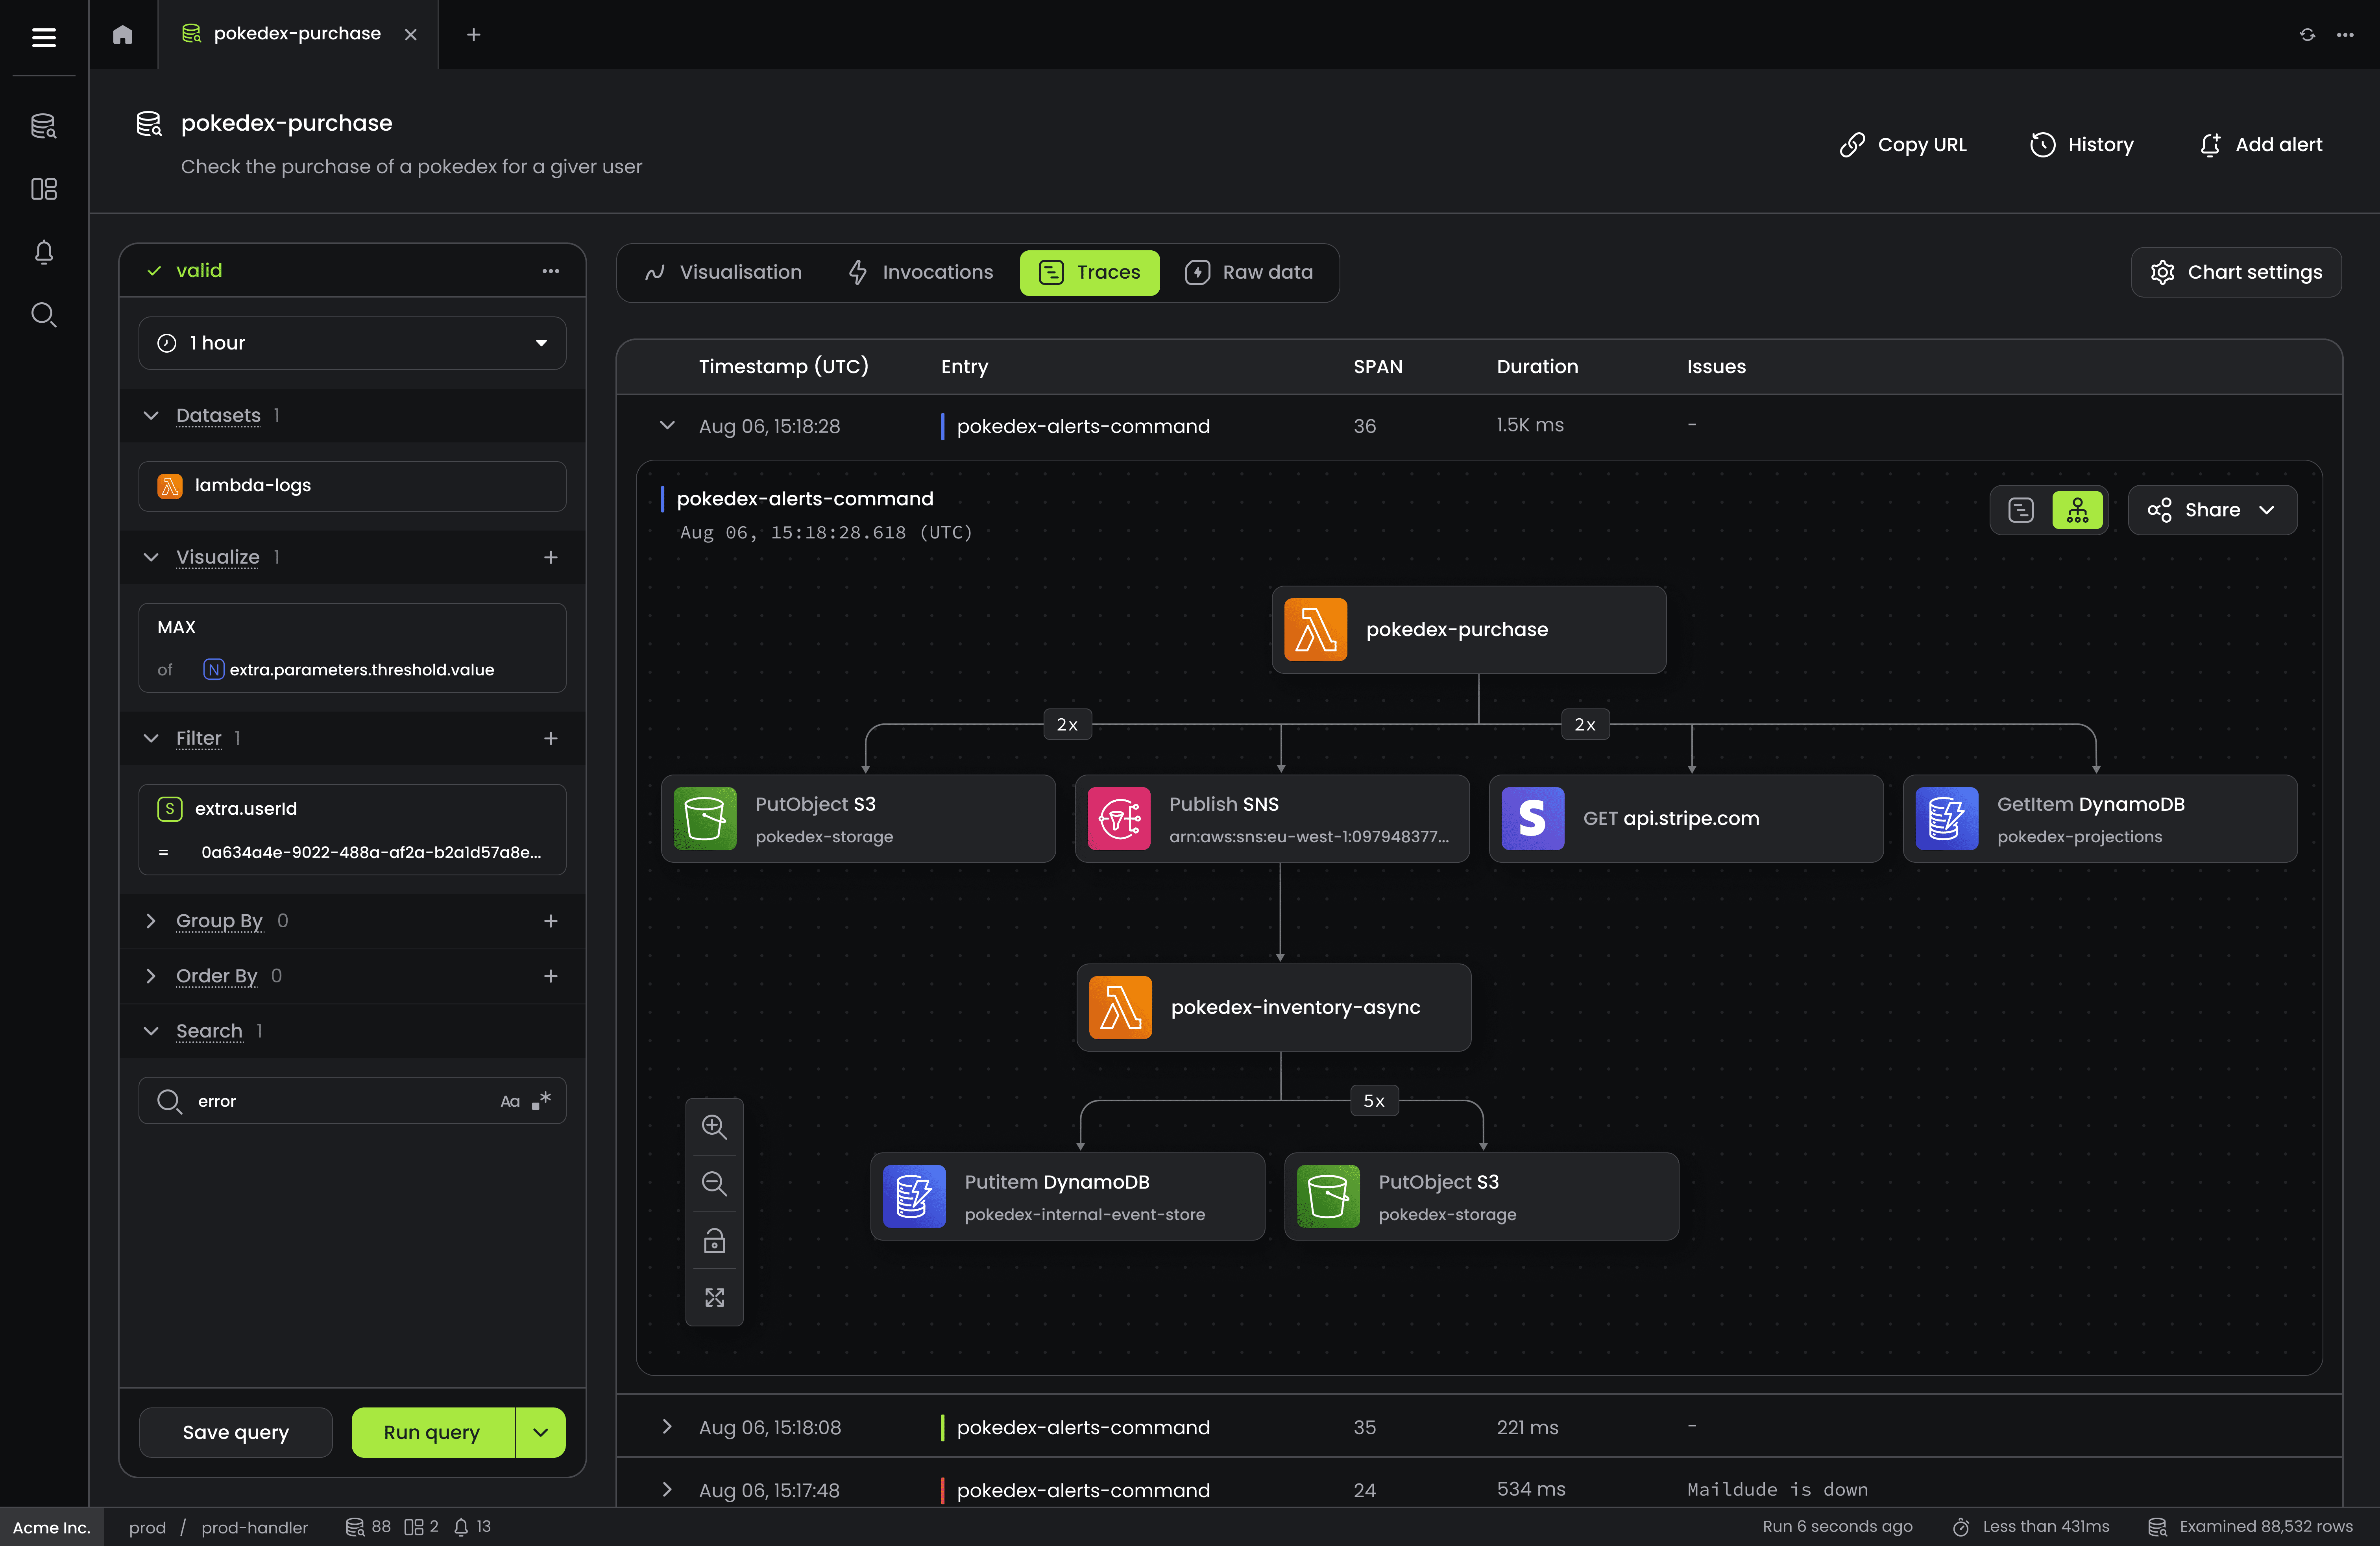 pokedex-purchase
pokedex-purchase
Check the purchase of a pokedex for a giver user
Copy URL
History
Add alert
valid
1 hour
Datasets 1
lambda-logs
Visualize 1
MAX
of N extra.parameters.threshold.value
Filter 1
S extra.userId
= 0a634a4e-9022-488a-af2a-b2a1d57a8e...
Group By 0
Order By 0
Search 1
error Aa .*
Save query
Run query
Visualisation
Invocations
Traces
Raw data
Chart settings
Timestamp (UTC) Entry SPAN Duration Issues
Aug 06, 15:18:28 pokedex-alerts-command 36 1.5K ms -
pokedex-alerts-command
Aug 06, 15:18:28.618 (UTC)
Share
pokedex-purchase
2x
2x
PutObject S3
pokedex-storage
Publish SNS
arn:aws:sns:eu-west-1:097948377...
S
GET api.stripe.com
GetItem DynamoDB
pokedex-projections
pokedex-inventory-async
5x
Putitem DynamoDB
pokedex-internal-event-store
PutObject S3
pokedex-storage
Aug 06, 15:18:08 pokedex-alerts-command 35 221 ms -
Aug 06, 15:17:48 pokedex-alerts-command 24 534 ms Maildude is down
Acme Inc. prod / prod-handler 88 2 13
Run 6 seconds ago
Less than 431ms
Examined 88,532 rows